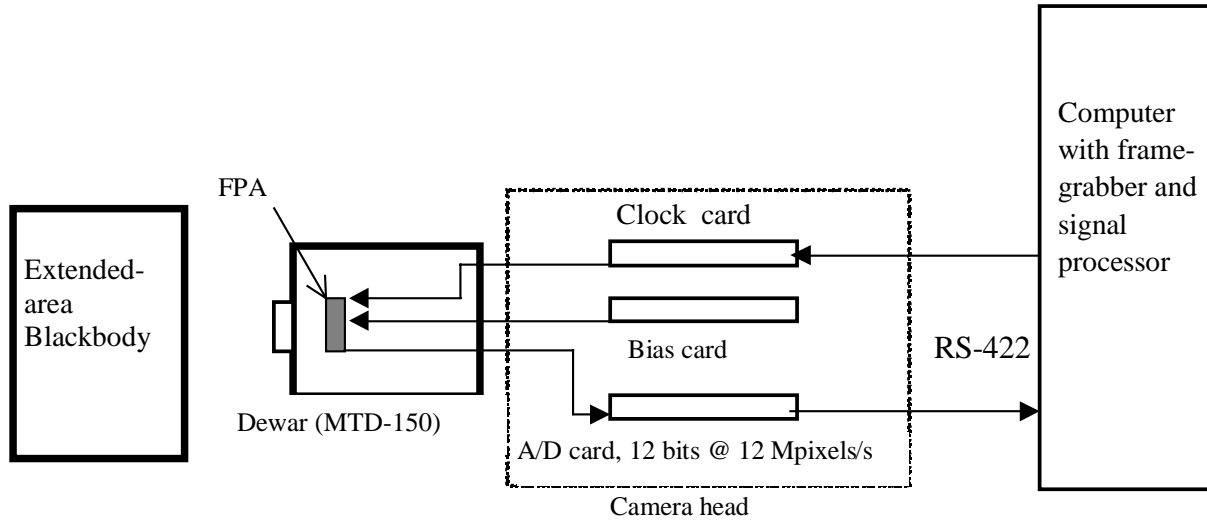 Extended-
area
Blackbody
FPA
Dewar (MTD-150)
Clock card
Bias card
A/D card, 12 bits @ 12 Mpixels/s
Camera head
RS-422
Computer
with frame-
grabber and
signal
processor